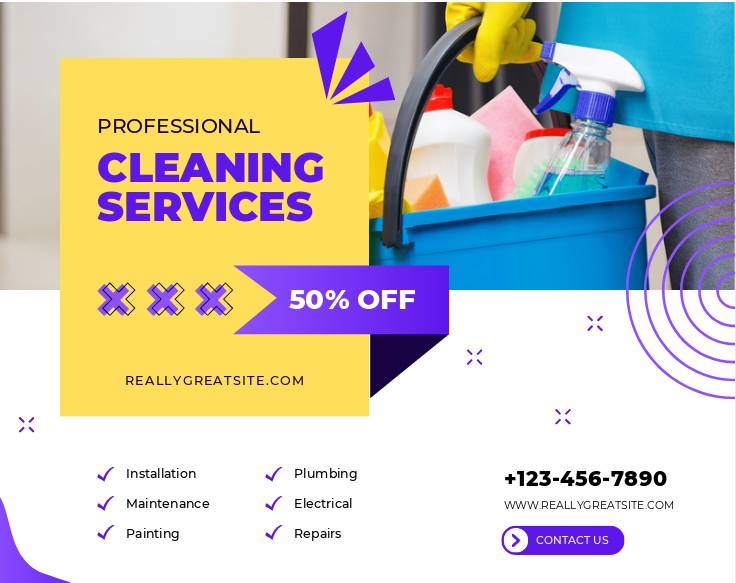 PROFESSIONAL
CLEANING
SERVICES
50% OFF
REALLYGREATSITE.COM
Installation
Maintenance
Painting
Plumbing
Electrical
Repairs
+123-456-7890
WWW.REALLYGREATSITE.COM
CONTACT US